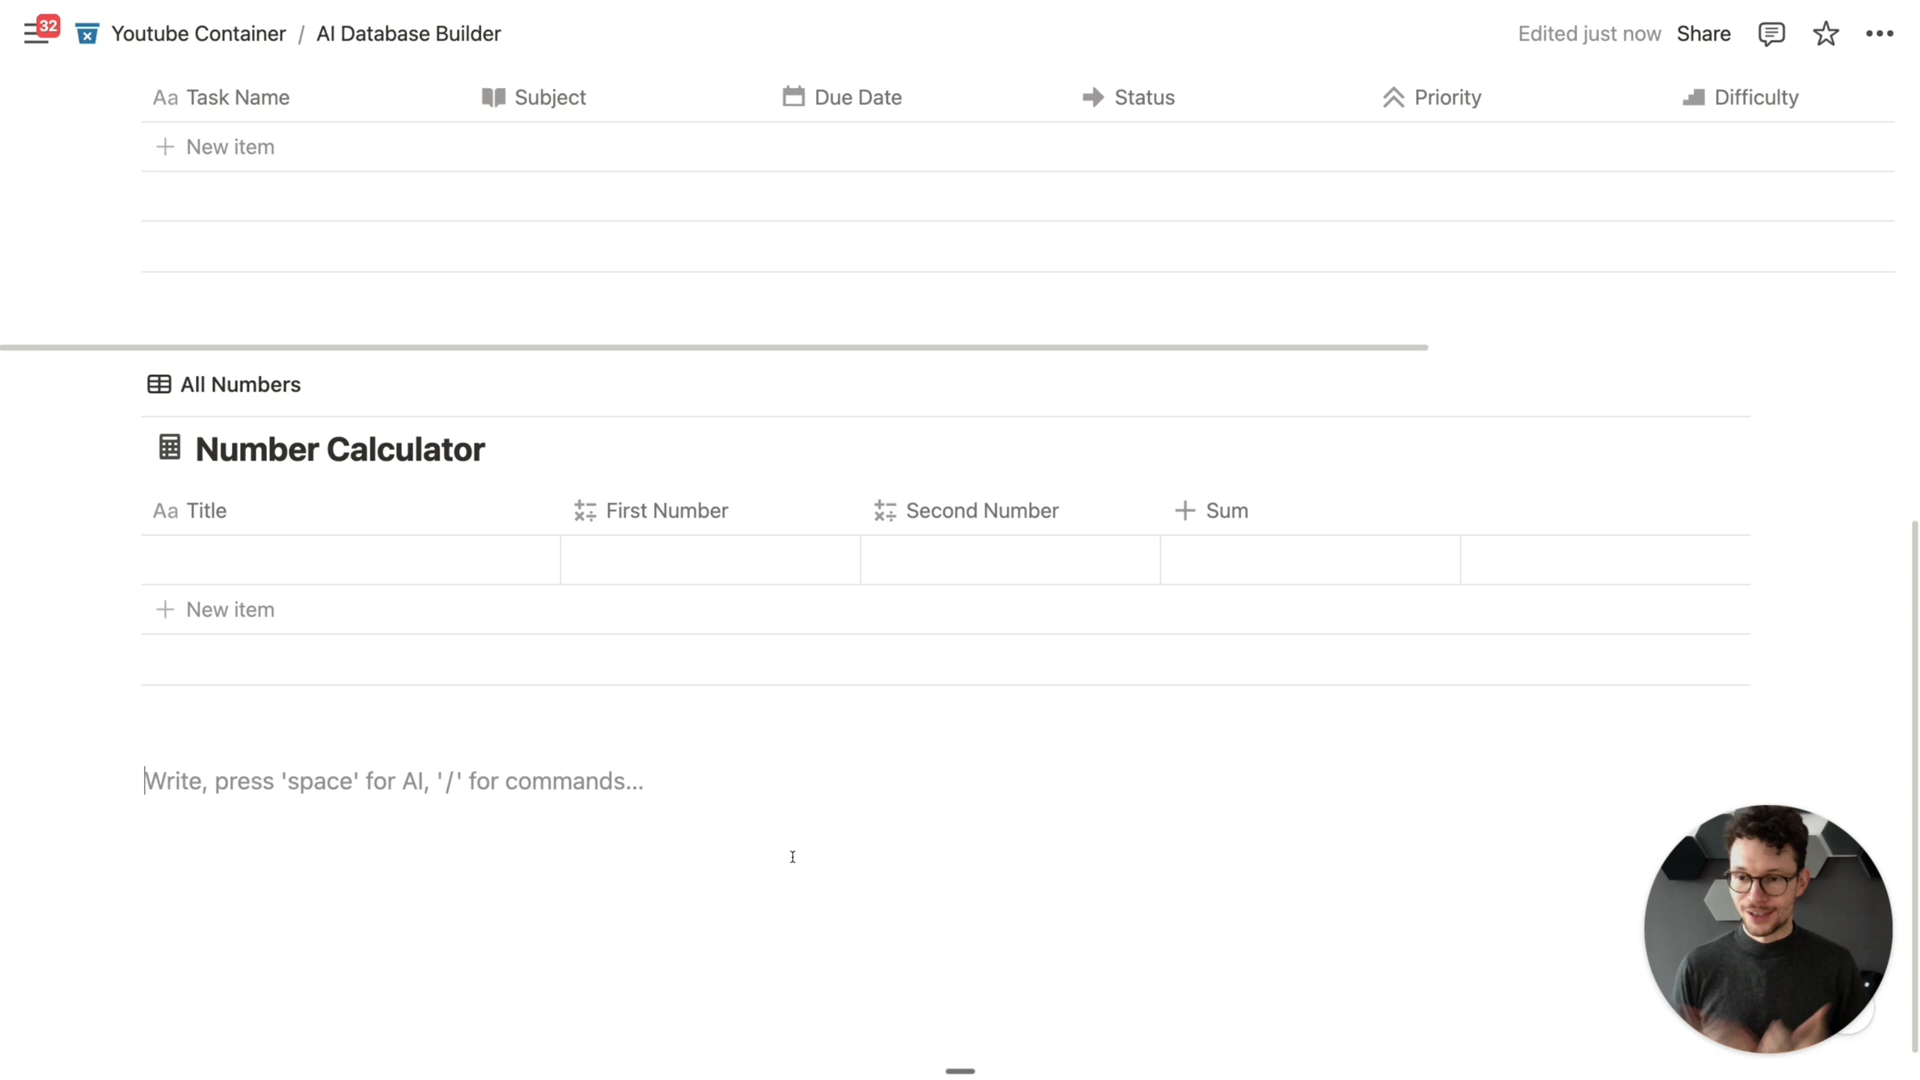 32
Youtube Container / AI Database Builder
Edited just now Share
Aa Task Name Subject Due Date Status Priority Difficulty
+ New item
All Numbers
Number Calculator
Aa Title First Number Second Number Sum
+ New item
Write, press 'space' for AI, '/' for commands...